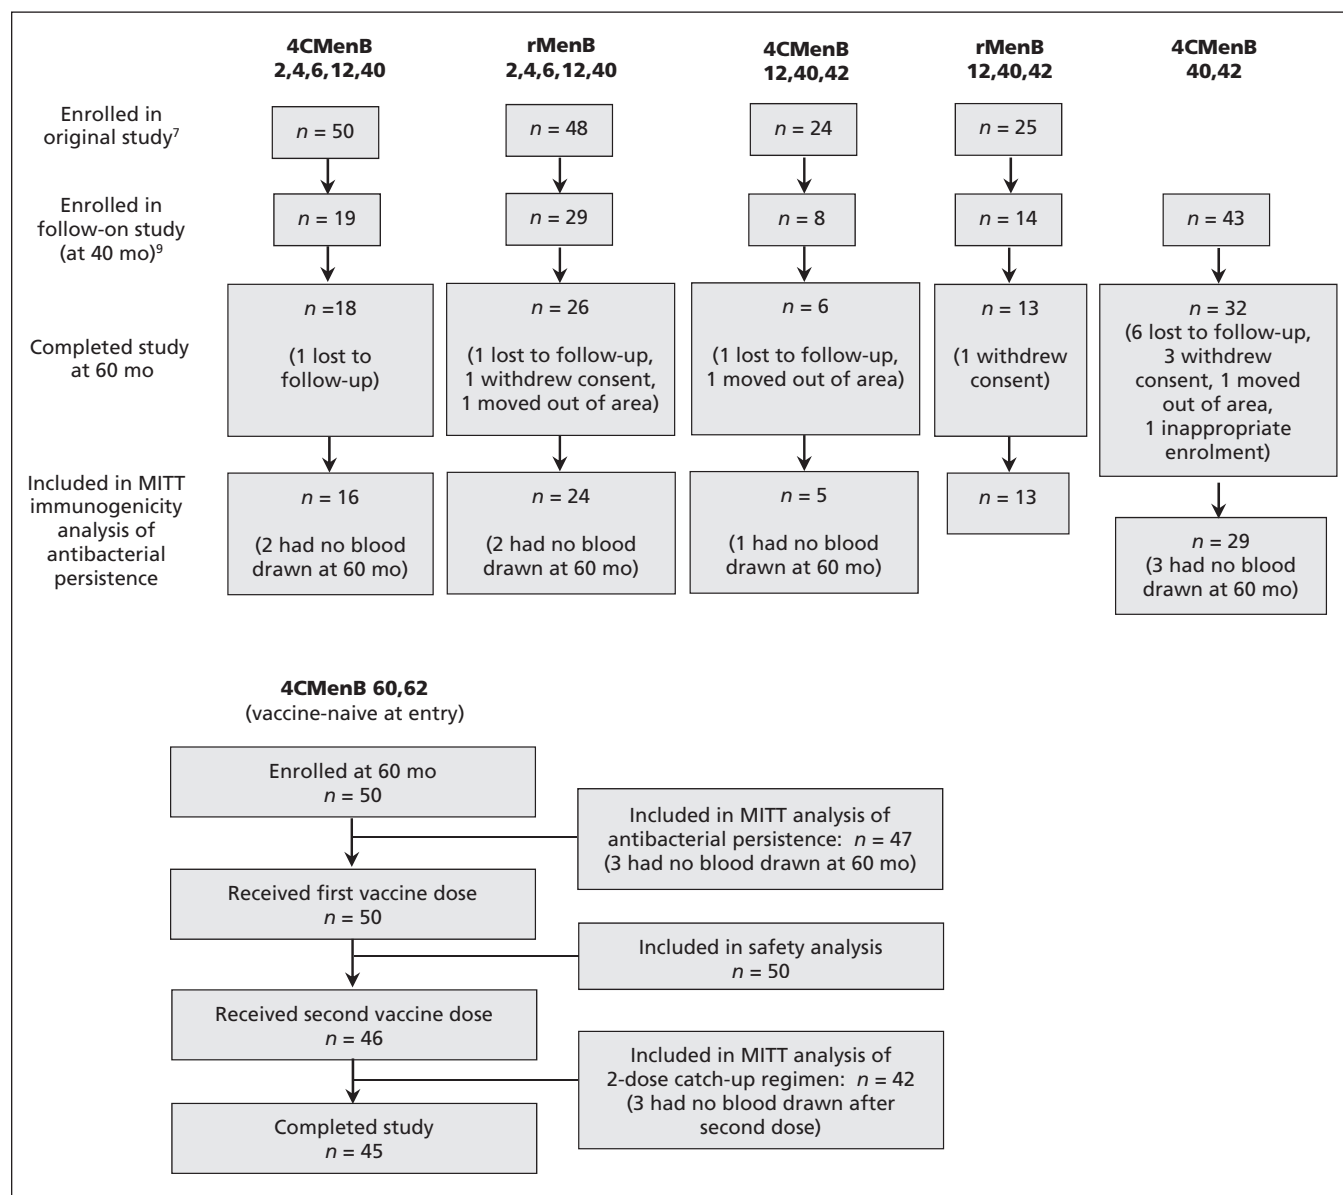 4CMenB
2,4,6,12,40
rMenB
2,4,6,12,40
4CMenB
12,40,42
rMenB
12,40,42
4CMenB
40,42
Enrolled in
original study7
n = 50
n = 48
n = 24
n = 25
Enrolled in
follow-on study
(at 40 mo)9
n = 19
n = 29
n = 8
n = 14
n = 43
Completed study
at 60 mo
n =18
(1 lost to
follow-up)
n = 26
(1 lost to follow-up,
1 withdrew consent,
1 moved out of area)
n = 6
(1 lost to follow-up,
1 moved out of area)
n = 13
(1 withdrew
consent)
n = 32
(6 lost to follow-up,
3 withdrew
consent, 1 moved
out of area,
1 inappropriate
enrolment)
Included in MITT
immunogenicity
analysis of
antibacterial
persistence
n = 16
(2 had no blood
drawn at 60 mo)
n = 24
(2 had no blood
drawn at 60 mo)
n = 5
(1 had no blood
drawn at 60 mo)
n = 13
n = 29
(3 had no blood
drawn at 60 mo)
4CMenB 60,62
(vaccine-naive at entry)
Enrolled at 60 mo
n = 50
Included in MITT analysis of
antibacterial persistence: n = 47
(3 had no blood drawn at 60 mo)
Received first vaccine dose
n = 50
Included in safety analysis
n = 50
Received second vaccine dose
n = 46
Included in MITT analysis of
2-dose catch-up regimen: n = 42
(3 had no blood drawn after
second dose)
Completed study
n = 45